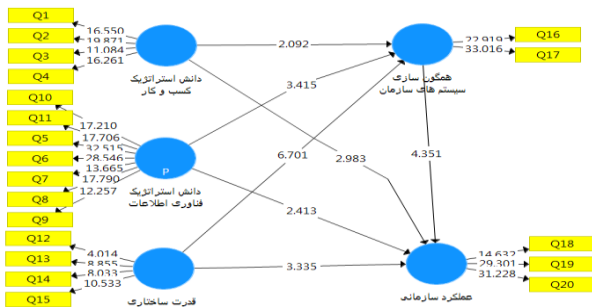 Q1
Q2
Q3
Q4
16.550
19.871
11.084
16.261
دانش استراتژیک
کسب و کار
Q10
Q11
Q5
Q6
Q7
Q8
Q9
17.210
17.706
32.515
28.546
13.665
17.790
12.257
P
دانش استراتژیک
فناوری اطلاعات
Q12
Q13
Q14
Q15
4.014
8.855
8.033
10.533
قدرت ساختاری
2.092
3.415
6.701
2.983
2.413
3.335
4.351
همگون سازی
سیستم های سازمان
22.919
33.016
Q16
Q17
عملکرد سازمانی
14.632
29.301
31.228
Q18
Q19
Q20